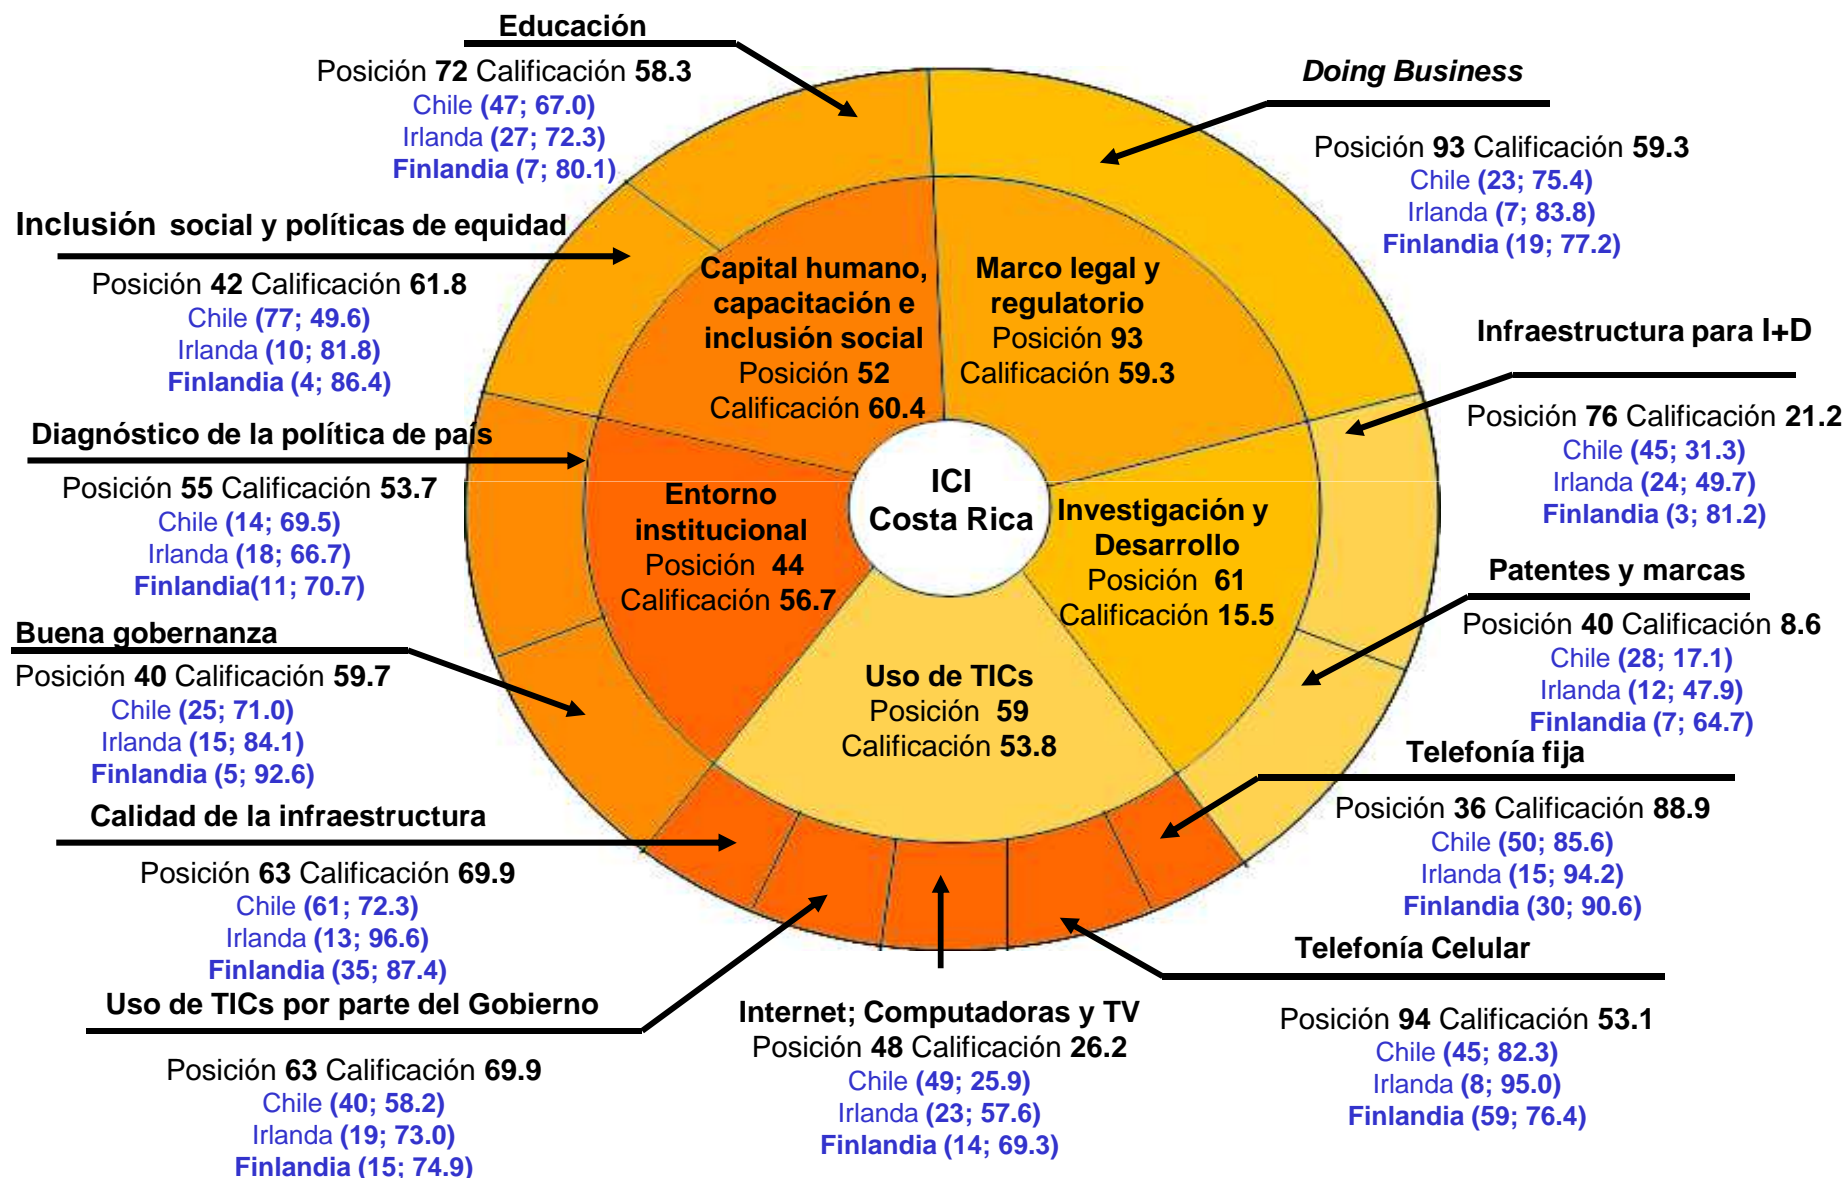 Educación
Posición 72 Calificación 58.3
Chile (47; 67.0)
Irlanda (27; 72.3)
Finlandia (7; 80.1)
Doing Business
Posición 93 Calificación 59.3
Chile (23; 75.4)
Irlanda (7; 83.8)
Finlandia (19; 77.2)
Inclusión social y políticas de equidad
Posición 42 Calificación 61.8
Chile (77; 49.6)
Irlanda (10; 81.8)
Finlandia (4; 86.4)
Capital humano,
capacitación e
inclusión social
Posición 52
Calificación 60.4
Marco legal y
regulatorio
Posición 93
Calificación 59.3
Infraestructura para I+D
Posición 76 Calificación 21.2
Chile (45; 31.3)
Irlanda (24; 49.7)
Finlandia (3; 81.2)
Diagnóstico de la política de país
Posición 55 Calificación 53.7
Chile (14; 69.5)
Irlanda (18; 66.7)
Finlandia(11; 70.7)
Entorno
institucional
Posición 44
Calificación 56.7
ICI
Costa Rica
Investigación y
Desarrollo
Posición 61
Calificación 15.5
Patentes y marcas
Posición 40 Calificación 8.6
Chile (28; 17.1)
Irlanda (12; 47.9)
Finlandia (7; 64.7)
Buena gobernanza
Posición 40 Calificación 59.7
Chile (25; 71.0)
Irlanda (15; 84.1)
Finlandia (5; 92.6)
Uso de TICs
Posición 59
Calificación 53.8
Telefonía fija
Posición 36 Calificación 88.9
Chile (50; 85.6)
Irlanda (15; 94.2)
Finlandia (30; 90.6)
Calidad de la infraestructura
Posición 63 Calificación 69.9
Chile (61; 72.3)
Irlanda (13; 96.6)
Finlandia (35; 87.4)
Telefonía Celular
Posición 94 Calificación 53.1
Chile (45; 82.3)
Irlanda (8; 95.0)
Finlandia (59; 76.4)
Uso de TICs por parte del Gobierno
Posición 63 Calificación 69.9
Chile (40; 58.2)
Irlanda (19; 73.0)
Finlandia (15; 74.9)
Internet; Computadoras y TV
Posición 48 Calificación 26.2
Chile (49; 25.9)
Irlanda (23; 57.6)
Finlandia (14; 69.3)